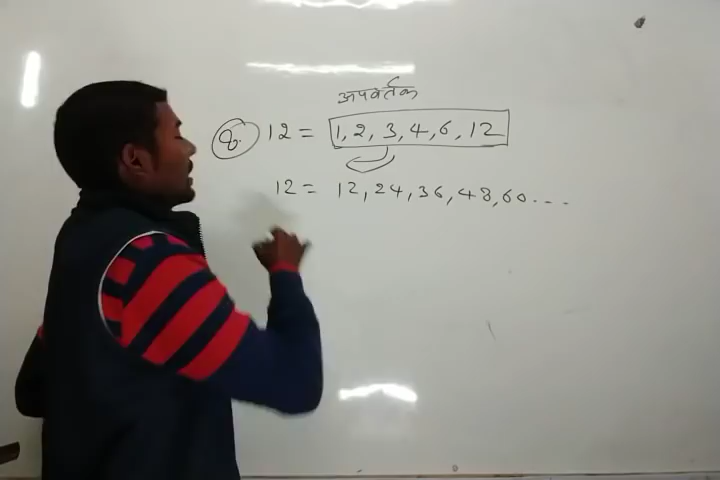 अपवर्तक
Q. 12 = 1, 2, 3, 4, 6, 12
12 = 12, 24, 36, 48, 60 ...